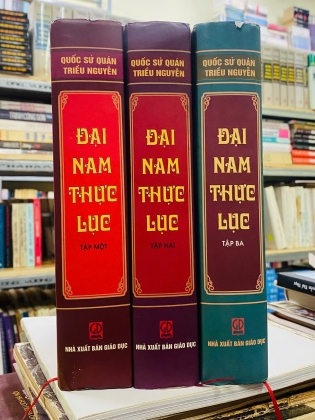 QUỐC SỬ QUÁN
TRIỀU NGUYỄN
ĐẠI
NAM
THỰC
LỤC
TẬP MỘT
NHÀ XUẤT BẢN GIÁO DỤC
QUỐC SỬ QUÁN
TRIỀU NGUYỄN
ĐẠI
NAM
THỰC
LỤC
TẬP HAI
NHÀ XUẤT BẢN GIÁO DỤC
QUỐC SỬ QUÁN
TRIỀU NGUYỄN
ĐẠI
NAM
THỰC
LỤC
TẬP BA
NHÀ XUẤT BẢN GIÁO DỤC